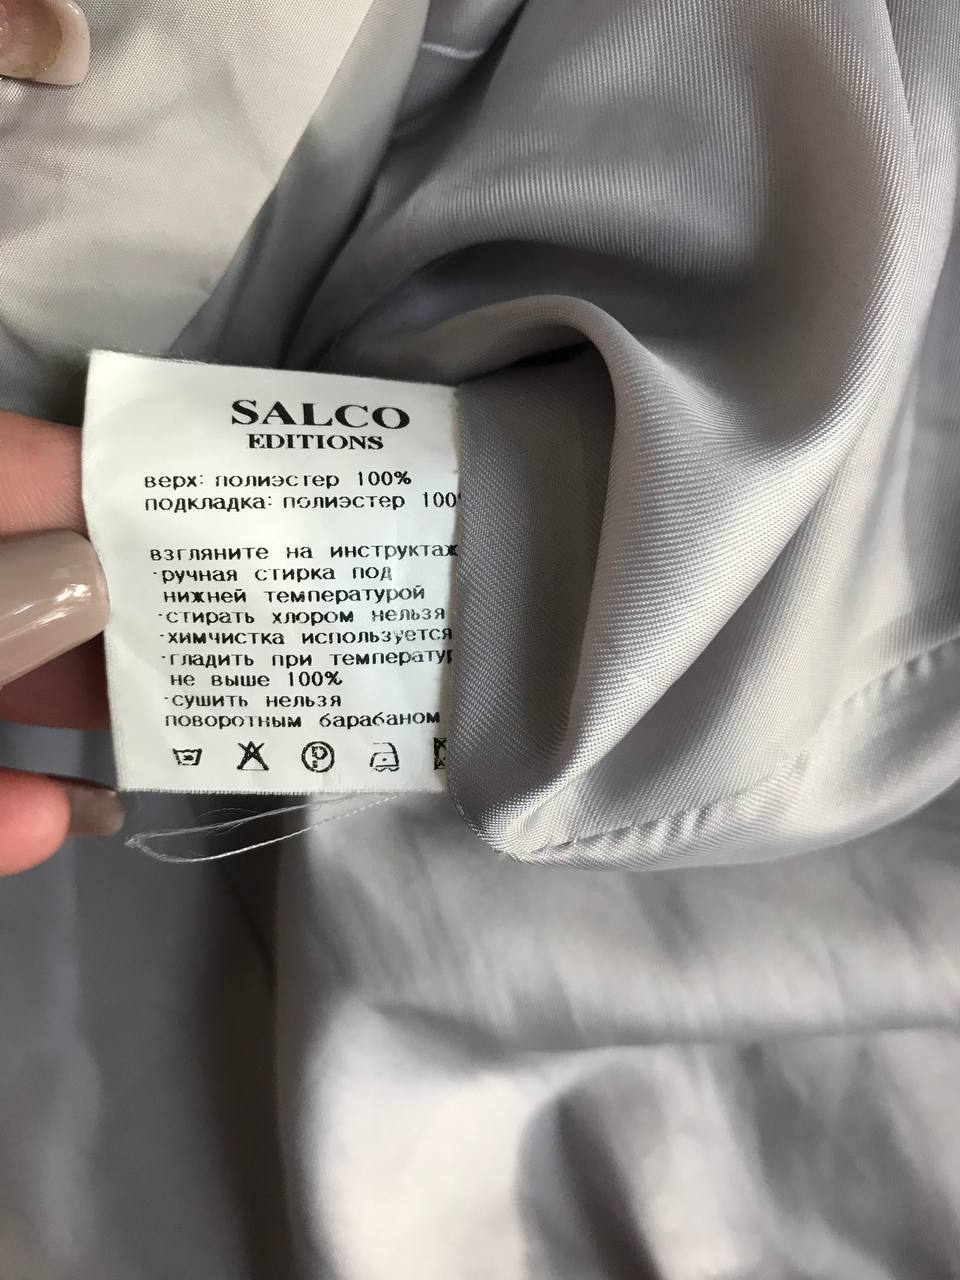 SALCO
EDITIONS
верх: полиэстер 100%
подкладка: полиэстер 100
взгляните на инструктаж
·ручная стирка под
нижней температурой
·стирать хлором нельзя
·химчистка используется
·гладить при температур
не выше 100%
·сушить нельзя
поворотным барабаном
P